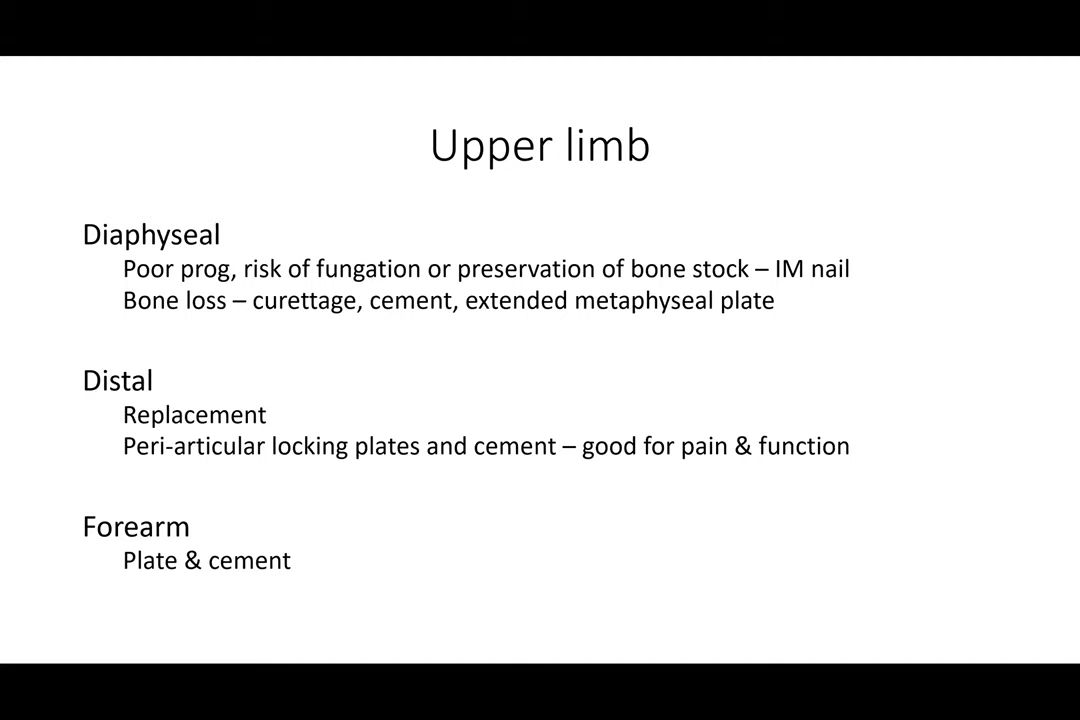 Upper limb
Diaphyseal
Poor prog, risk of fungation or preservation of bone stock – IM nail
Bone loss – curettage, cement, extended metaphyseal plate
Distal
Replacement
Peri-articular locking plates and cement – good for pain & function
Forearm
Plate & cement